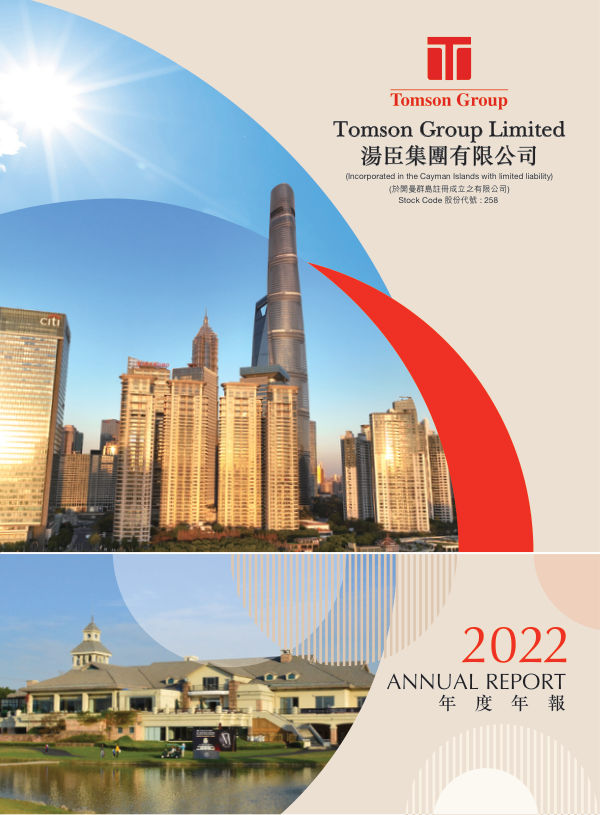 Tomson Group
Tomson Group Limited
湯臣集團有限公司
(Incorporated in the Cayman Islands with limited liability)
(於開曼群島註冊成立之有限公司)
Stock Code 股份代號 : 258
citi
2022
ANNUAL REPORT
年度年報